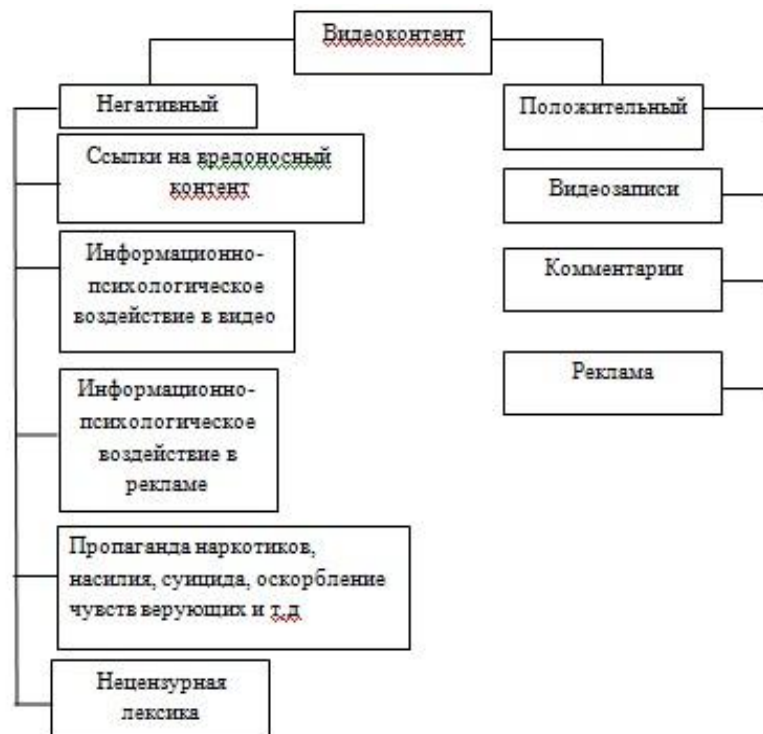 Видеоконтент
Негативный
Ссылки на вредоносный
контент
Информационно-
психологическое
воздействие в видео
Информационно-
психологическое
воздействие в
рекламе
Пропаганда наркотиков,
насилия, суицида, оскорбление
чувств верующих и т.д
Нецензурная
лексика
Положительный
Видеозаписи
Комментарии
Реклама